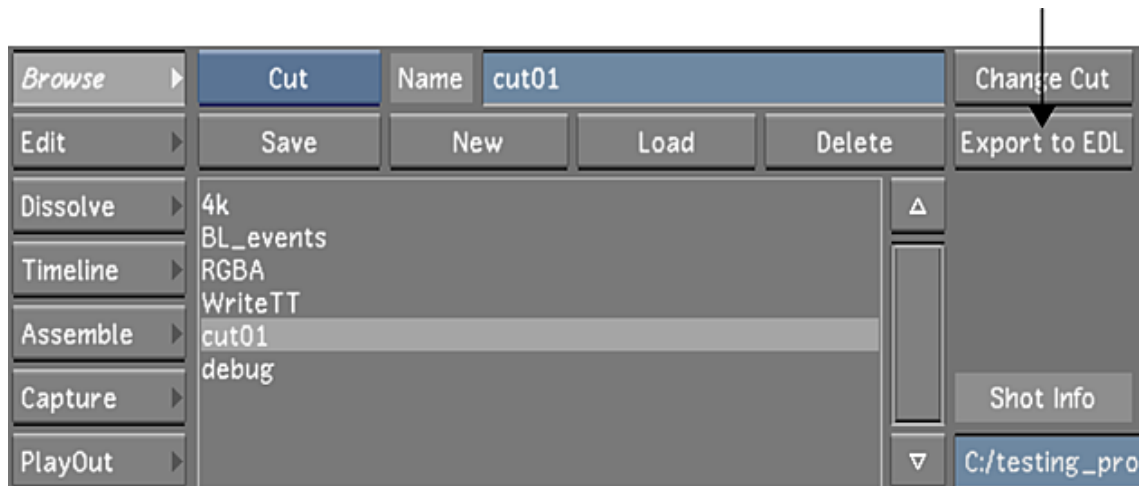 Browse Cut Name cut01 Change Cut
Edit Save New Load Delete Export to EDL
Dissolve
Timeline
Assemble
Capture
PlayOut
4k
BL_events
RGBA
WriteTT
cut01
debug
Shot Info
C:/testing_pro